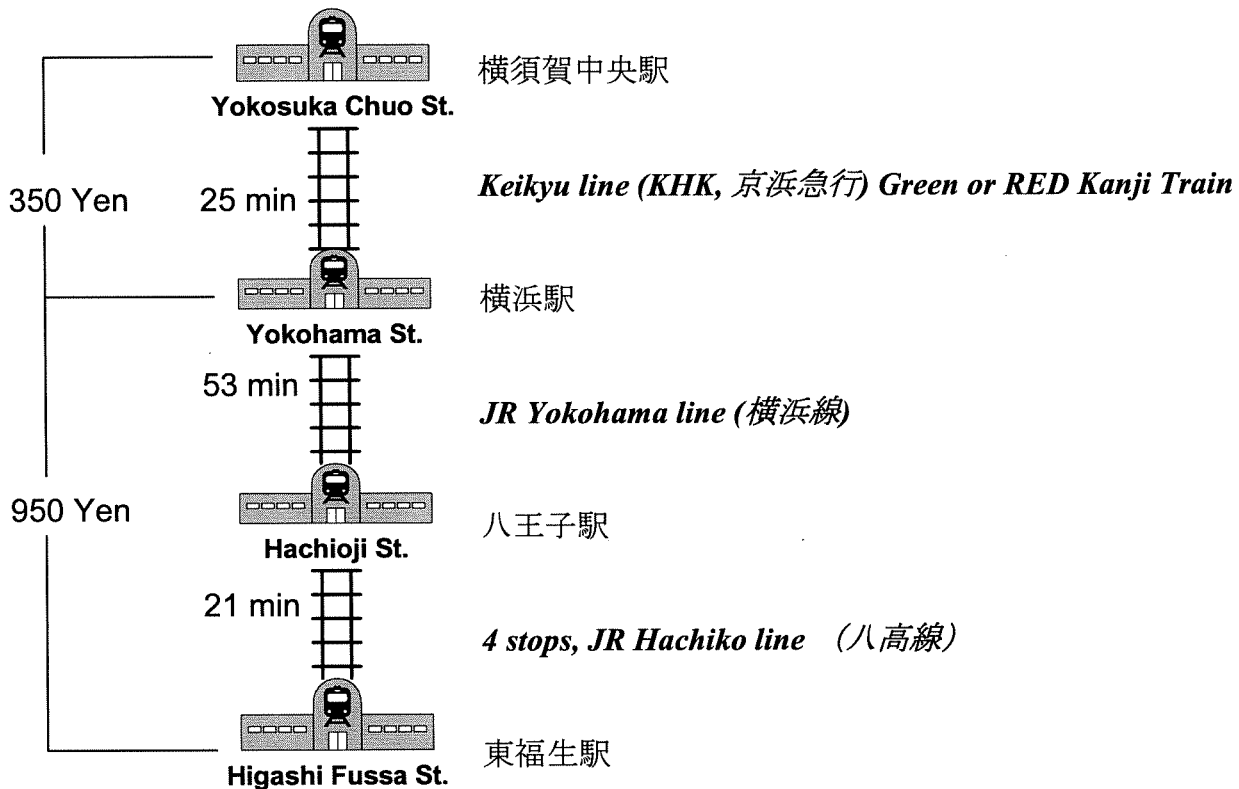 横須賀中央駅
Yokosuka Chuo St.
350 Yen
25 min
Keikyu line (KHK, 京浜急行) Green or RED Kanji Train
横浜駅
Yokohama St.
53 min
JR Yokohama line (横浜線)
950 Yen
八王子駅
Hachioji St.
21 min
4 stops, JR Hachiko line （八高線）
東福生駅
Higashi Fussa St.